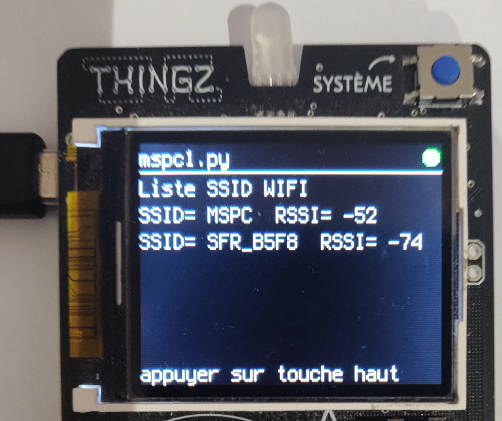 THINGZ
SYSTÈME
mspc1.py
Liste SSID WIFI
SSID= MSPC RSSI= -52
SSID= SFR_B5F8 RSSI= -74
appuyer sur touche haut